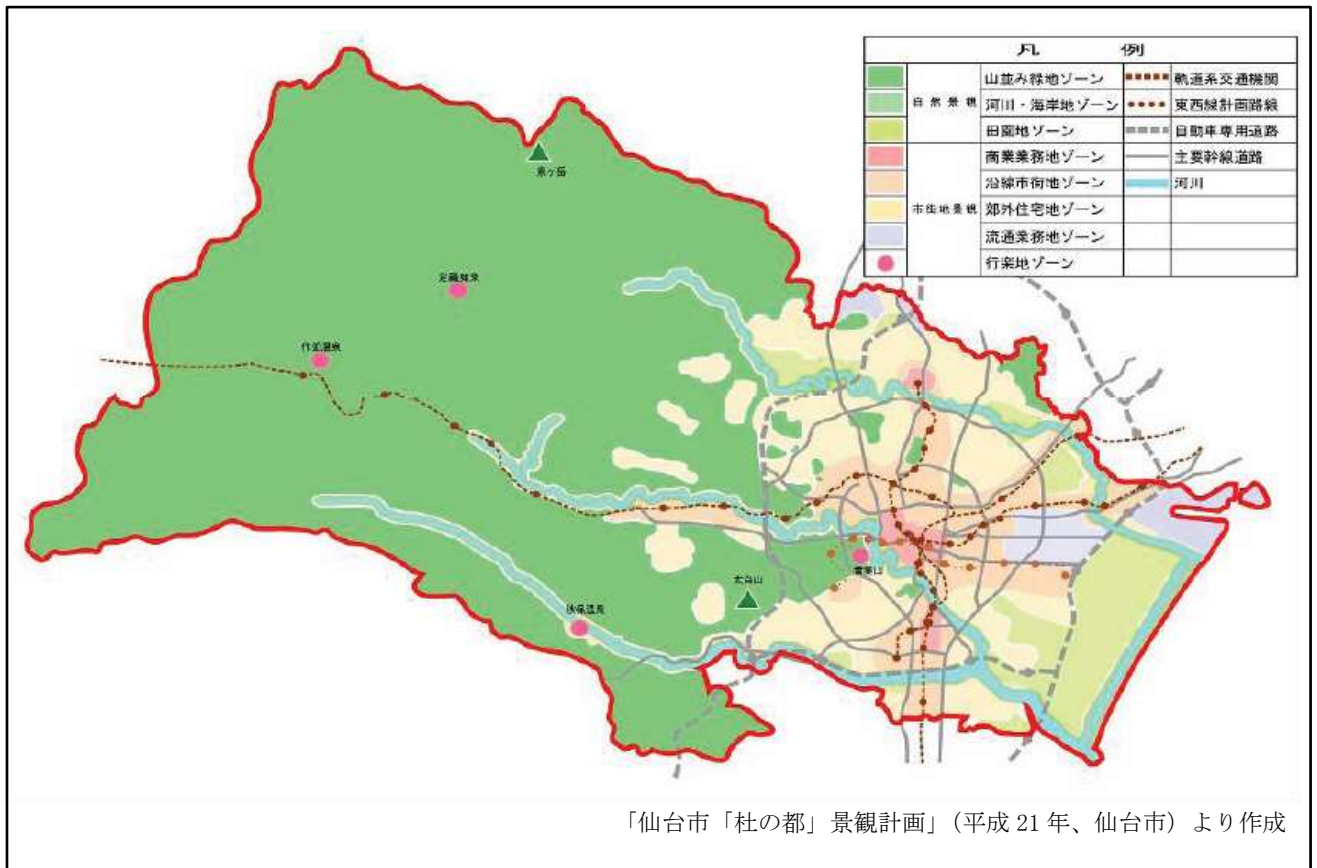 凡 例
自然景観
山並み緑地ゾーン
河川・海岸地ゾーン
田園地ゾーン
市街地景観
商業業務地ゾーン
沿線市街地ゾーン
郊外住宅地ゾーン
流通業務地ゾーン
行楽地ゾーン
軌道系交通機関
東西線計画路線
自動車専用道路
主要幹線道路
河川
泉ヶ岳
定義如来
作並温泉
青葉山
太白山
秋保温泉
「仙台市「杜の都」景観計画」(平成 21 年、仙台市) より作成